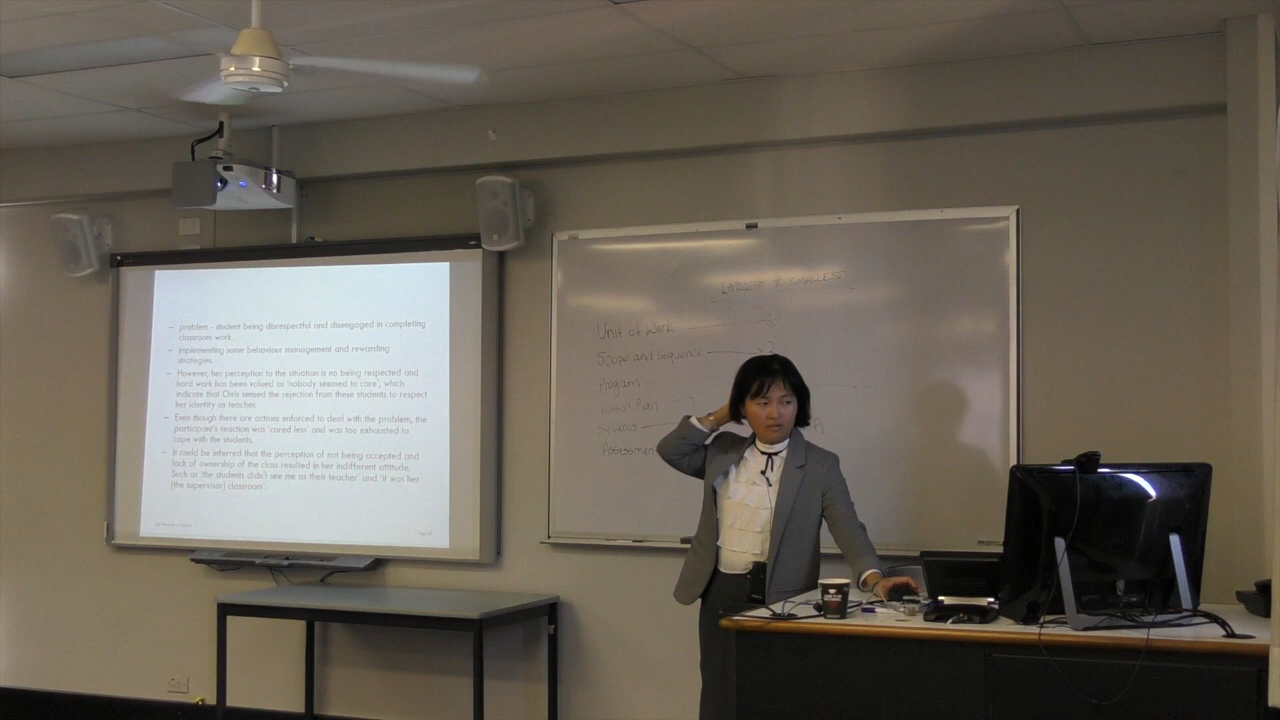 – problem - student being disrespectful and disengaged in completing
classroom work.
– implementing some behaviour management and rewarding
strategies.
– However, her perception to the situation is no being respected and
hard work has been valued as 'nobody seemed to care', which
indicate that Chris sensed the rejection from these students to respect
her identity as teacher.
– Even though there are actions enforced to deal with the problem, the
participant's reaction was 'cared less' and was too exhausted to
cope with the students.
– It could be inferred that the perception of not being accepted and
lack of ownership of the class resulted in her indifferent attitude.
Such as 'the students didn't see me as their teacher' and 'it was her
(the supervisor) classroom'.
LARGEST to SMALLEST
Unit of Work
Scope and sequence
Program
Lesson Plan
Syllabus
Assessmen